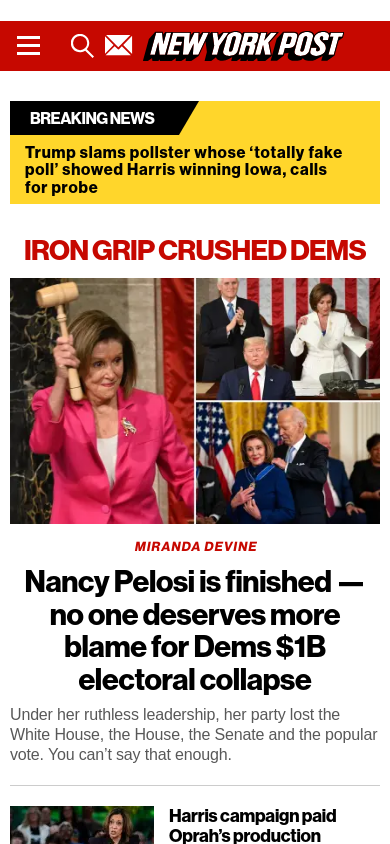 NEW YORK POST
BREAKING NEWS
Trump slams pollster whose ‘totally fake
poll’ showed Harris winning Iowa, calls
for probe
IRON GRIP CRUSHED DEMS
MIRANDA DEVINE
Nancy Pelosi is finished —
no one deserves more
blame for Dems $1B
electoral collapse
Under her ruthless leadership, her party lost the
White House, the House, the Senate and the popular
vote. You can’t say that enough.
Harris campaign paid
Oprah’s production